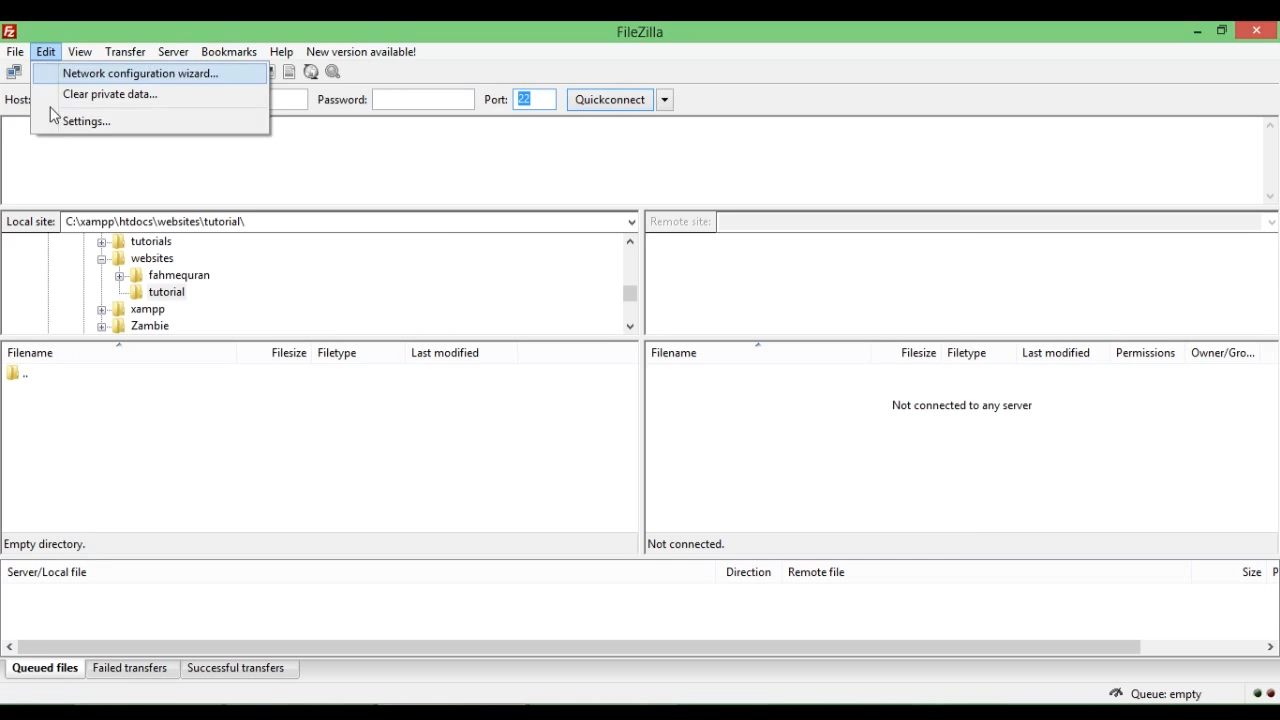 FileZilla
File Edit View Transfer Server Bookmarks Help New version available!
Network configuration wizard...
Clear private data...
Settings...
Host: Password: Port: 22 Quickconnect
Local site: C:\xampp\htdocs\websites\tutorial\ Remote site:
tutorials
websites
fahmequran
tutorial
xampp
Zambie
Filename Filesize Filetype Last modified Filename Filesize Filetype Last modified Permissions Owner/Gro...
..
Not connected to any server
Empty directory. Not connected.
Server/Local file Direction Remote file Size P
Queued files Failed transfers Successful transfers
Queue: empty